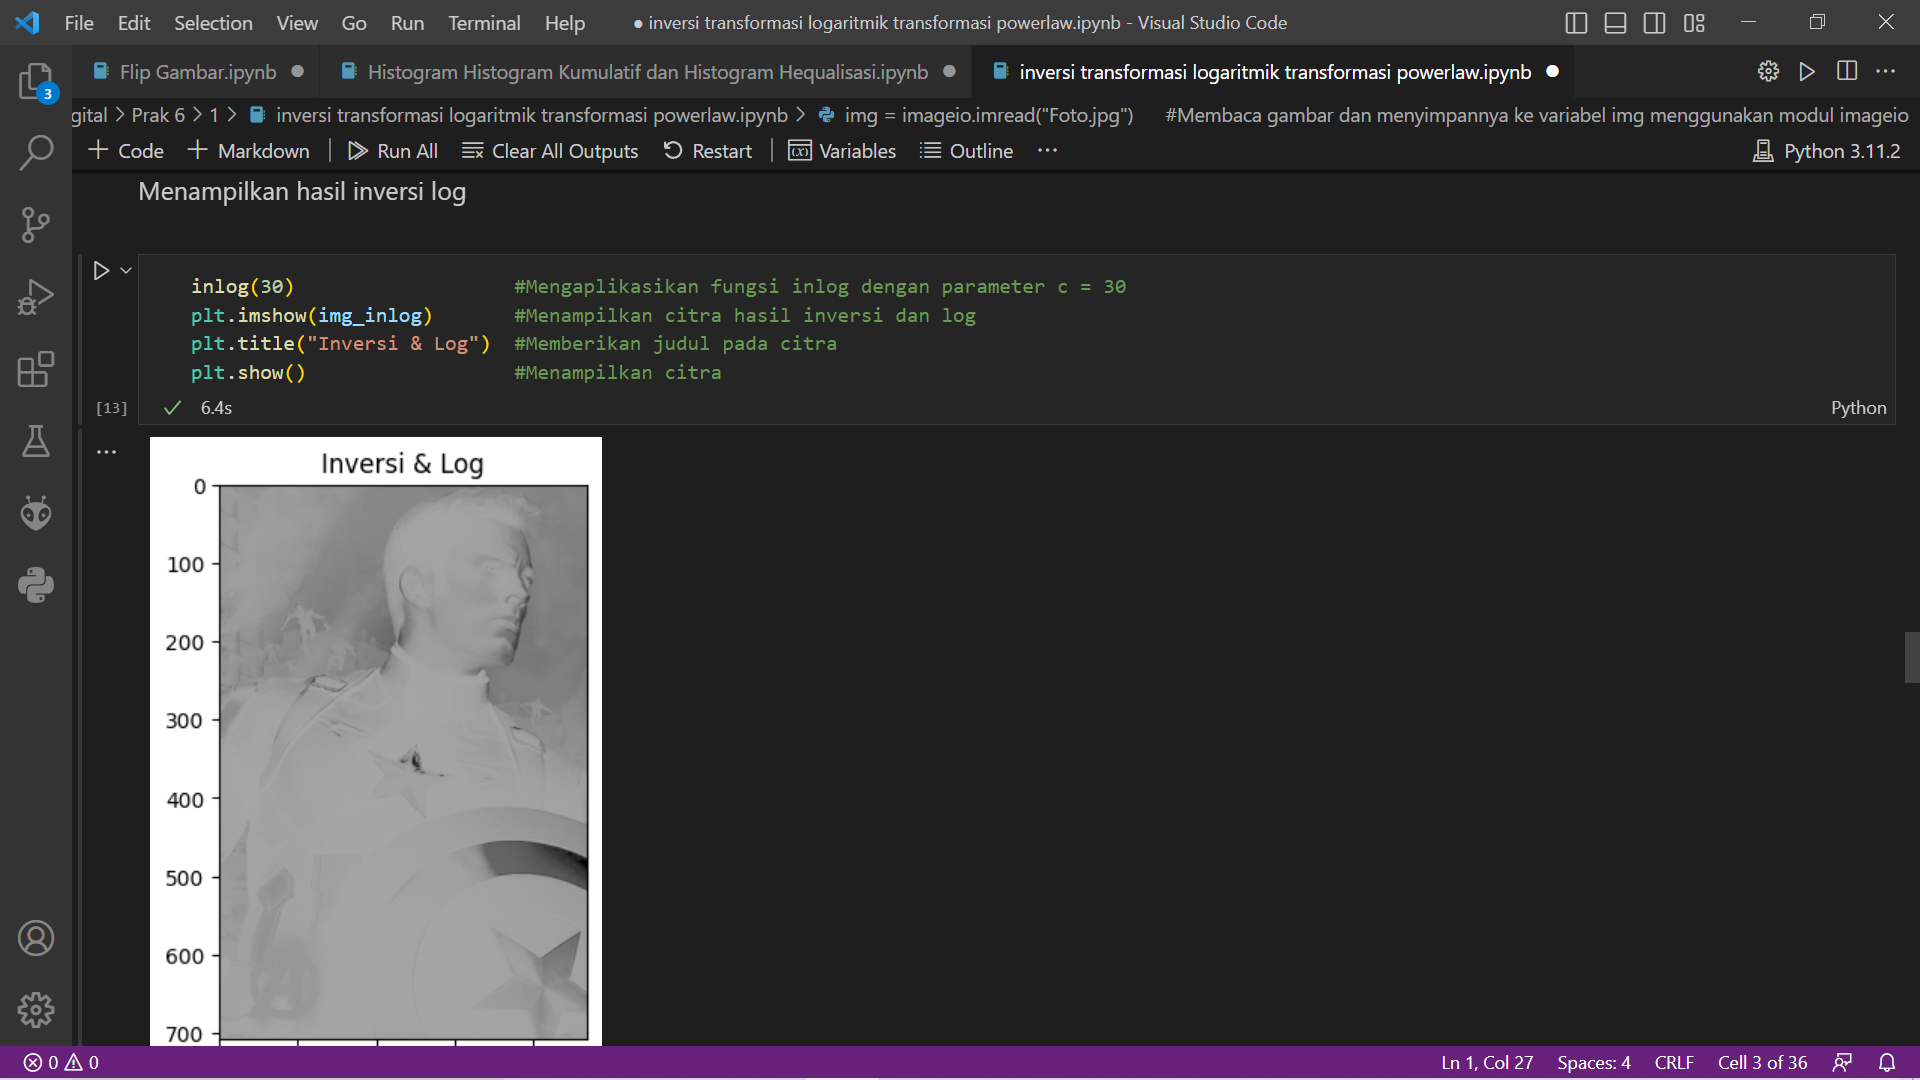 File Edit Selection View Go Run Terminal Help ● inversi transformasi logaritmik transformasi powerlaw.ipynb - Visual Studio Code
Flip Gambar.ipynb Histogram Histogram Kumulatif dan Histogram Hequalisasi.ipynb inversi transformasi logaritmik transformasi powerlaw.ipynb
gital > Prak 6 > 1 > inversi transformasi logaritmik transformasi powerlaw.ipynb > img = imageio.imread("Foto.jpg") #Membaca gambar dan menyimpannya ke variabel img menggunakan modul imageio
+ Code + Markdown Run All Clear All Outputs Restart Variables Outline ... Python 3.11.2
3
Menampilkan hasil inversi log
inlog(30) #Mengaplikasikan fungsi inlog dengan parameter c = 30
plt.imshow(img_inlog) #Menampilkan citra hasil inversi dan log
plt.title("Inversi & Log") #Memberikan judul pada citra
plt.show() #Menampilkan citra
[13] 6.4s Python
Inversi & Log
0
100
200
300
400
500
600
700
0 0 Ln 1, Col 27 Spaces: 4 CRLF Cell 3 of 36